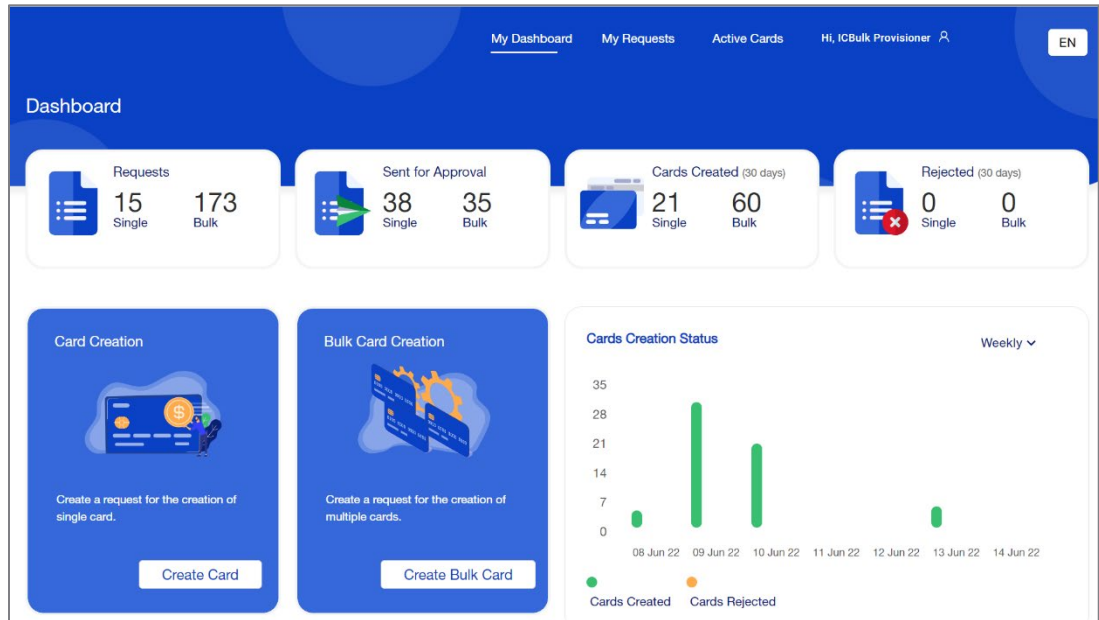 My Dashboard My Requests Active Cards Hi, ICBulk Provisioner EN
Dashboard
Requests
15 173
Single Bulk
Sent for Approval
38 35
Single Bulk
Cards Created (30 days)
21 60
Single Bulk
Rejected (30 days)
0 0
Single Bulk
Card Creation
Create a request for the creation of
single card.
Create Card
Bulk Card Creation
Create a request for the creation of
multiple cards.
Create Bulk Card
Cards Creation Status Weekly
35
28
21
14
7
0
08 Jun 22 09 Jun 22 10 Jun 22 11 Jun 22 12 Jun 22 13 Jun 22 14 Jun 22
Cards Created Cards Rejected